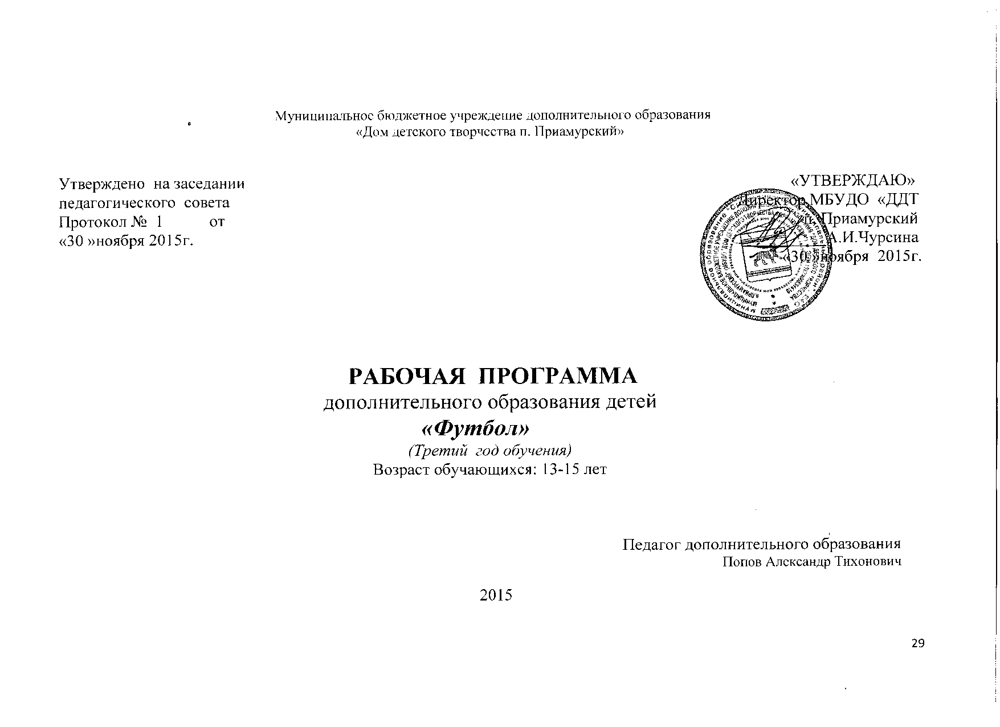 Муниципальное бюджетное учреждение дополнительного образования
«Дом детского творчества п. Приамурский»
Утверждено на заседании
педагогического совета
Протокол № 1 от
«30 »ноября 2015г.
«УТВЕРЖДАЮ»
Директор МБУДО «ДДТ
п. Приамурский
А.И.Чурсина
«30 »ноября 2015г.
РАБОЧАЯ ПРОГРАММА
дополнительного образования детей
«Футбол»
(Третий год обучения)
Возраст обучающихся: 13-15 лет
Педагог дополнительного образования
Попов Александр Тихонович
2015
29